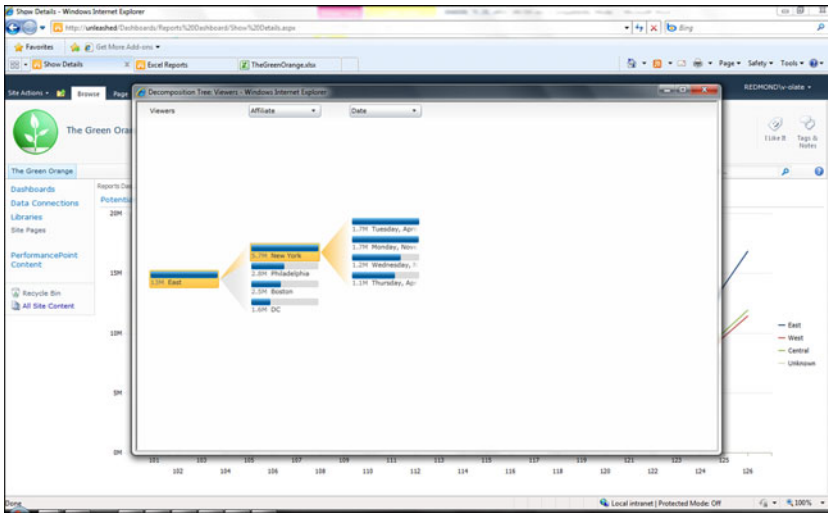 Show Details - Windows Internet Explorer
http://unleashed/Dashboards/Reports%20Dashboard/Show%20Details.aspx
Bing
Favorites Get More Add-ons
Show Details Excel Reports TheGreenOrange.xlsx Page Safety Tools
Site Actions Browse Page REDMOND\v-olate
Decomposition Tree: Viewers - Windows Internet Explorer
Viewers Affiliate Date
The Green Oran
I Like It Tags & Notes
The Green Orange
Dashboards
Data Connections
Libraries
Site Pages
PerformancePoint Content
Recycle Bin
All Site Content
Reports Das
Potentia
20M
15M
10M
5M
0M
13M East
5.7M New York
2.8M Philadelphia
2.5M Boston
1.6M DC
1.7M Tuesday, Apr
1.7M Monday, Nov
1.2M Wednesday,
1.1M Thursday, Apr
East
West
Central
Unknown
101 103 105 107 109 111 113 115 117 119 121 123 125
102 104 106 108 110 112 114 116 118 120 122 124 126
Done Local intranet | Protected Mode: Off 100%